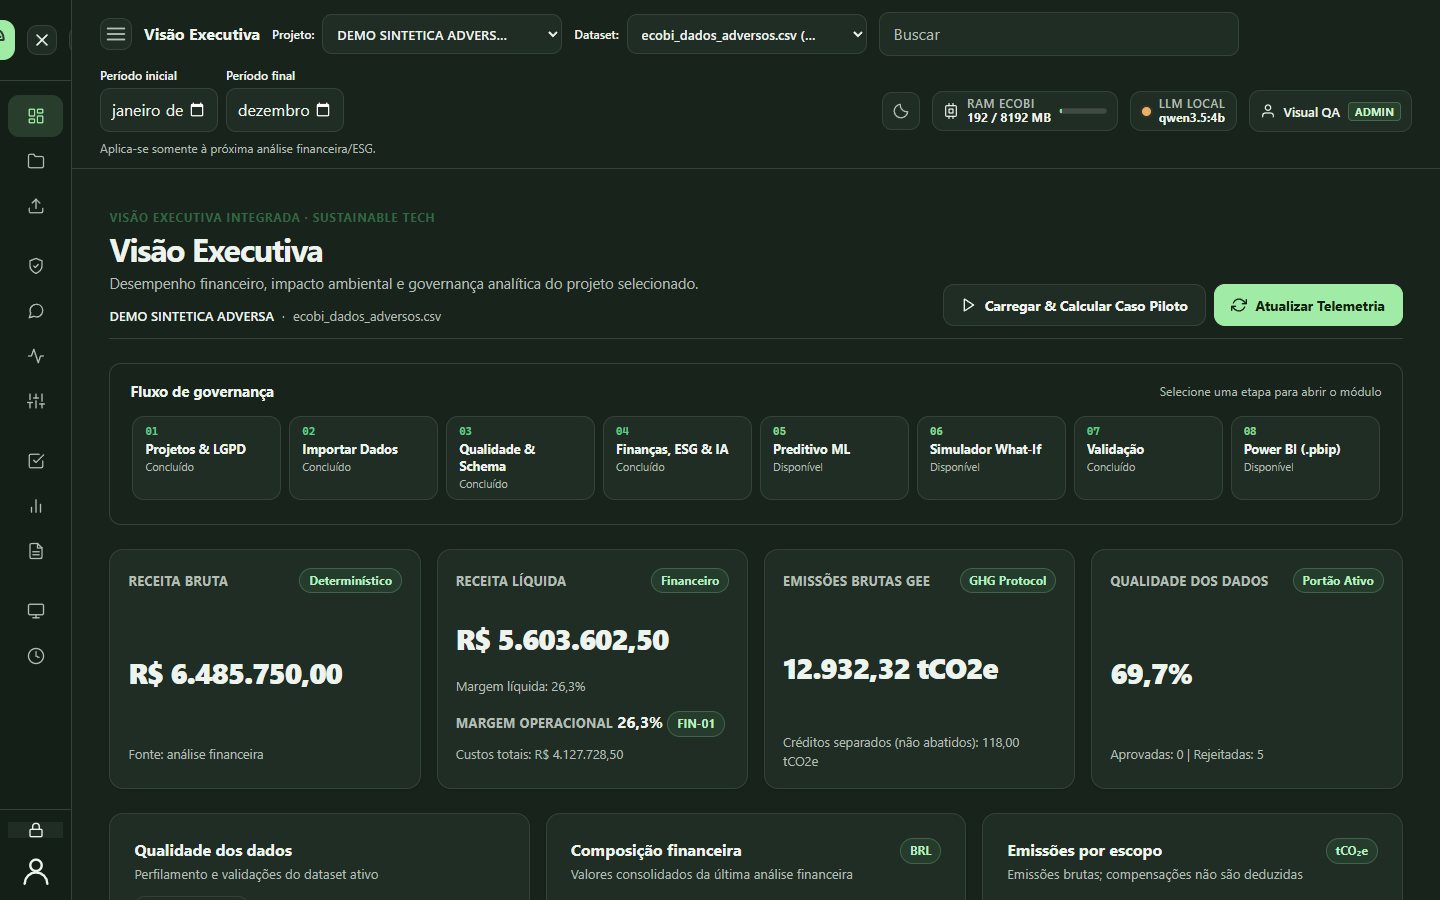 Visão Executiva
Projeto:
DEMO SINTETICA ADVERS...
Dataset:
ecobi_dados_adversos.csv (...
Buscar
Período inicial
Período final
janeiro de
dezembro
Aplica-se somente à próxima análise financeira/ESG.
RAM ECOBI
192 / 8192 MB
LLM LOCAL
qwen3.5:4b
Visual QA
ADMIN
VISÃO EXECUTIVA INTEGRADA · SUSTAINABLE TECH
Visão Executiva
Desempenho financeiro, impacto ambiental e governança analítica do projeto selecionado.
DEMO SINTETICA ADVERSA · ecobi_dados_adversos.csv
Carregar & Calcular Caso Piloto
Atualizar Telemetria
Fluxo de governança
Selecione uma etapa para abrir o módulo
01
Projetos & LGPD
Concluído
02
Importar Dados
Concluído
03
Qualidade &
Schema
Concluído
04
Finanças, ESG & IA
Concluído
05
Preditivo ML
Disponível
06
Simulador What-If
Disponível
07
Validação
Concluído
08
Power BI (.pbip)
Disponível
RECEITA BRUTA
Determinístico
R$ 6.485.750,00
Fonte: análise financeira
RECEITA LÍQUIDA
Financeiro
R$ 5.603.602,50
Margem líquida: 26,3%
MARGEM OPERACIONAL 26,3% FIN-01
Custos totais: R$ 4.127.728,50
EMISSÕES BRUTAS GEE
GHG Protocol
12.932,32 tCO2e
Créditos separados (não abatidos): 118,00
tCO2e
QUALIDADE DOS DADOS
Portão Ativo
69,7%
Aprovadas: 0 | Rejeitadas: 5
Qualidade dos dados
Perfilamento e validações do dataset ativo
Composição financeira
BRL
Valores consolidados da última análise financeira
Emissões por escopo
tCO₂e
Emissões brutas; compensações não são deduzidas